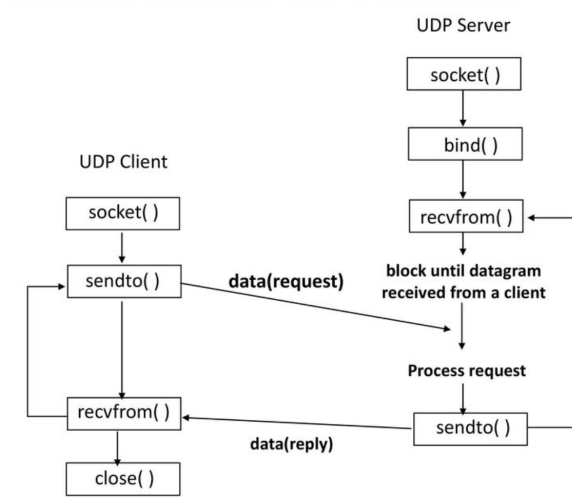 UDP Server
socket( )
bind( )
UDP Client
socket( )
recvfrom( )
sendto( )
data(request)
block until datagram
received from a client
Process request
recvfrom( )
data(reply)
sendto( )
close( )